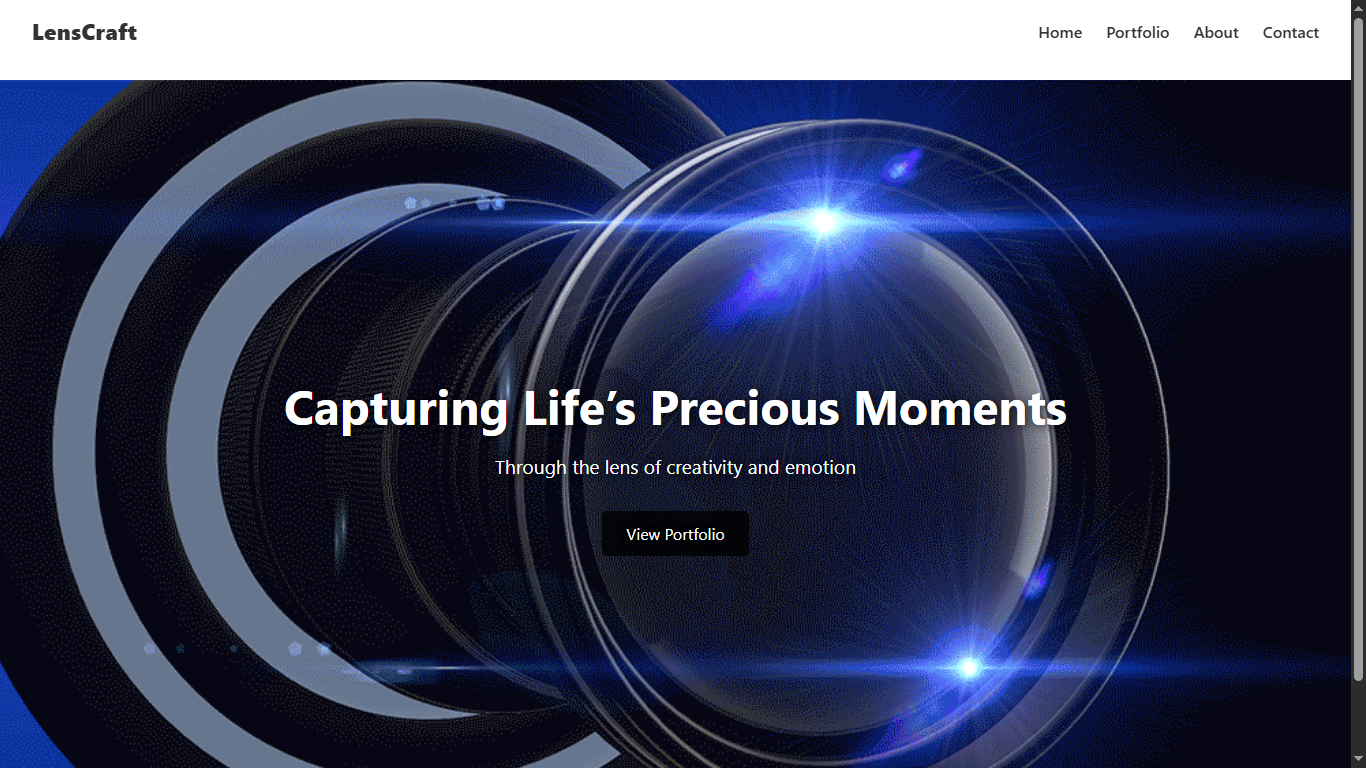 LensCraft
Home Portfolio About Contact
Capturing Life’s Precious Moments
Through the lens of creativity and emotion
View Portfolio